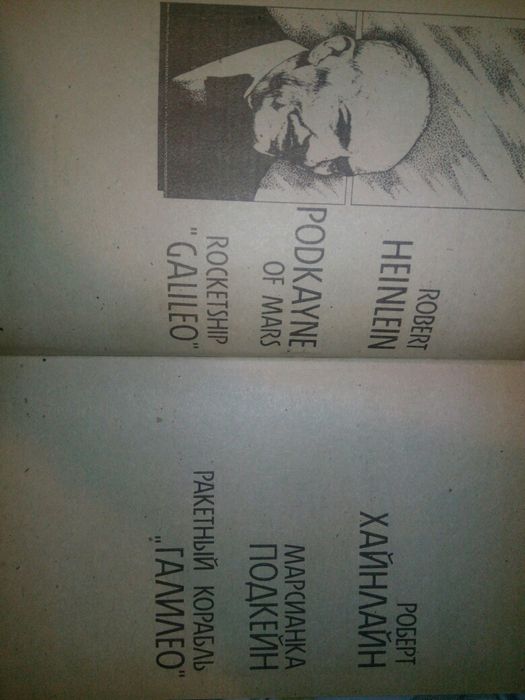 ROBERT
HEINLEIN
PODKAYNE
OF MARS
ROCKETSHIP
"GALILEO"
РОБЕРТ
ХАЙНЛАЙН
МАРСИАНКА
ПОДКЕЙН
РАКЕТНЫЙ КОРАБЛЬ
„ГАЛИЛЕО"